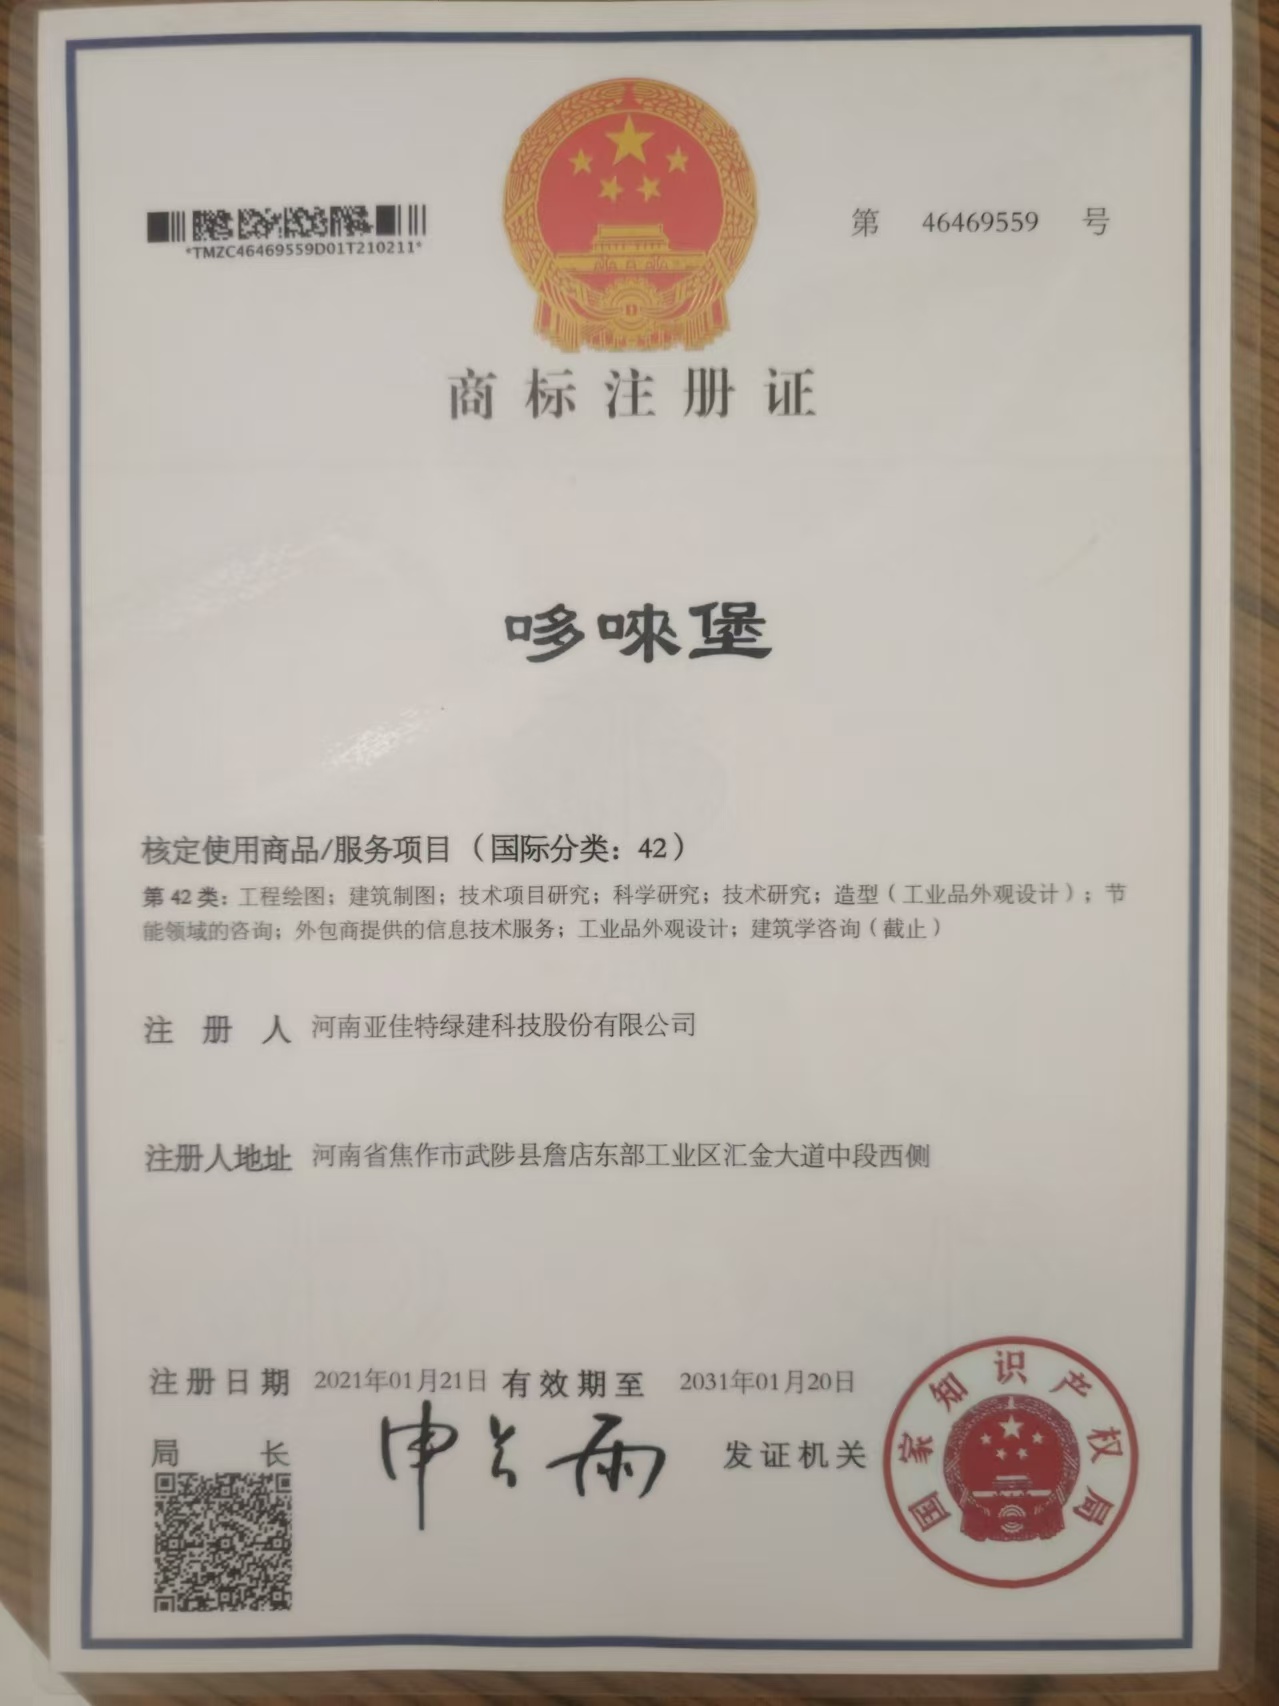 *TMZC46469559D01T210211*
第 46469559 号
商标注册证
哆唻堡
核定使用商品/服务项目（国际分类：42）
第 42 类：工程绘图；建筑制图；技术项目研究；科学研究；技术研究；造型（工业品外观设计）；节
能领域的咨询；外包商提供的信息技术服务；工业品外观设计；建筑学咨询（截止）
注册人 河南亚佳特绿建科技股份有限公司
注册人地址 河南省焦作市武陟县詹店东部工业区汇金大道中段西侧
注册日期 2021年01月21日 有效期至 2031年01月20日
局长 申长雨 发证机关
国家知识产权局